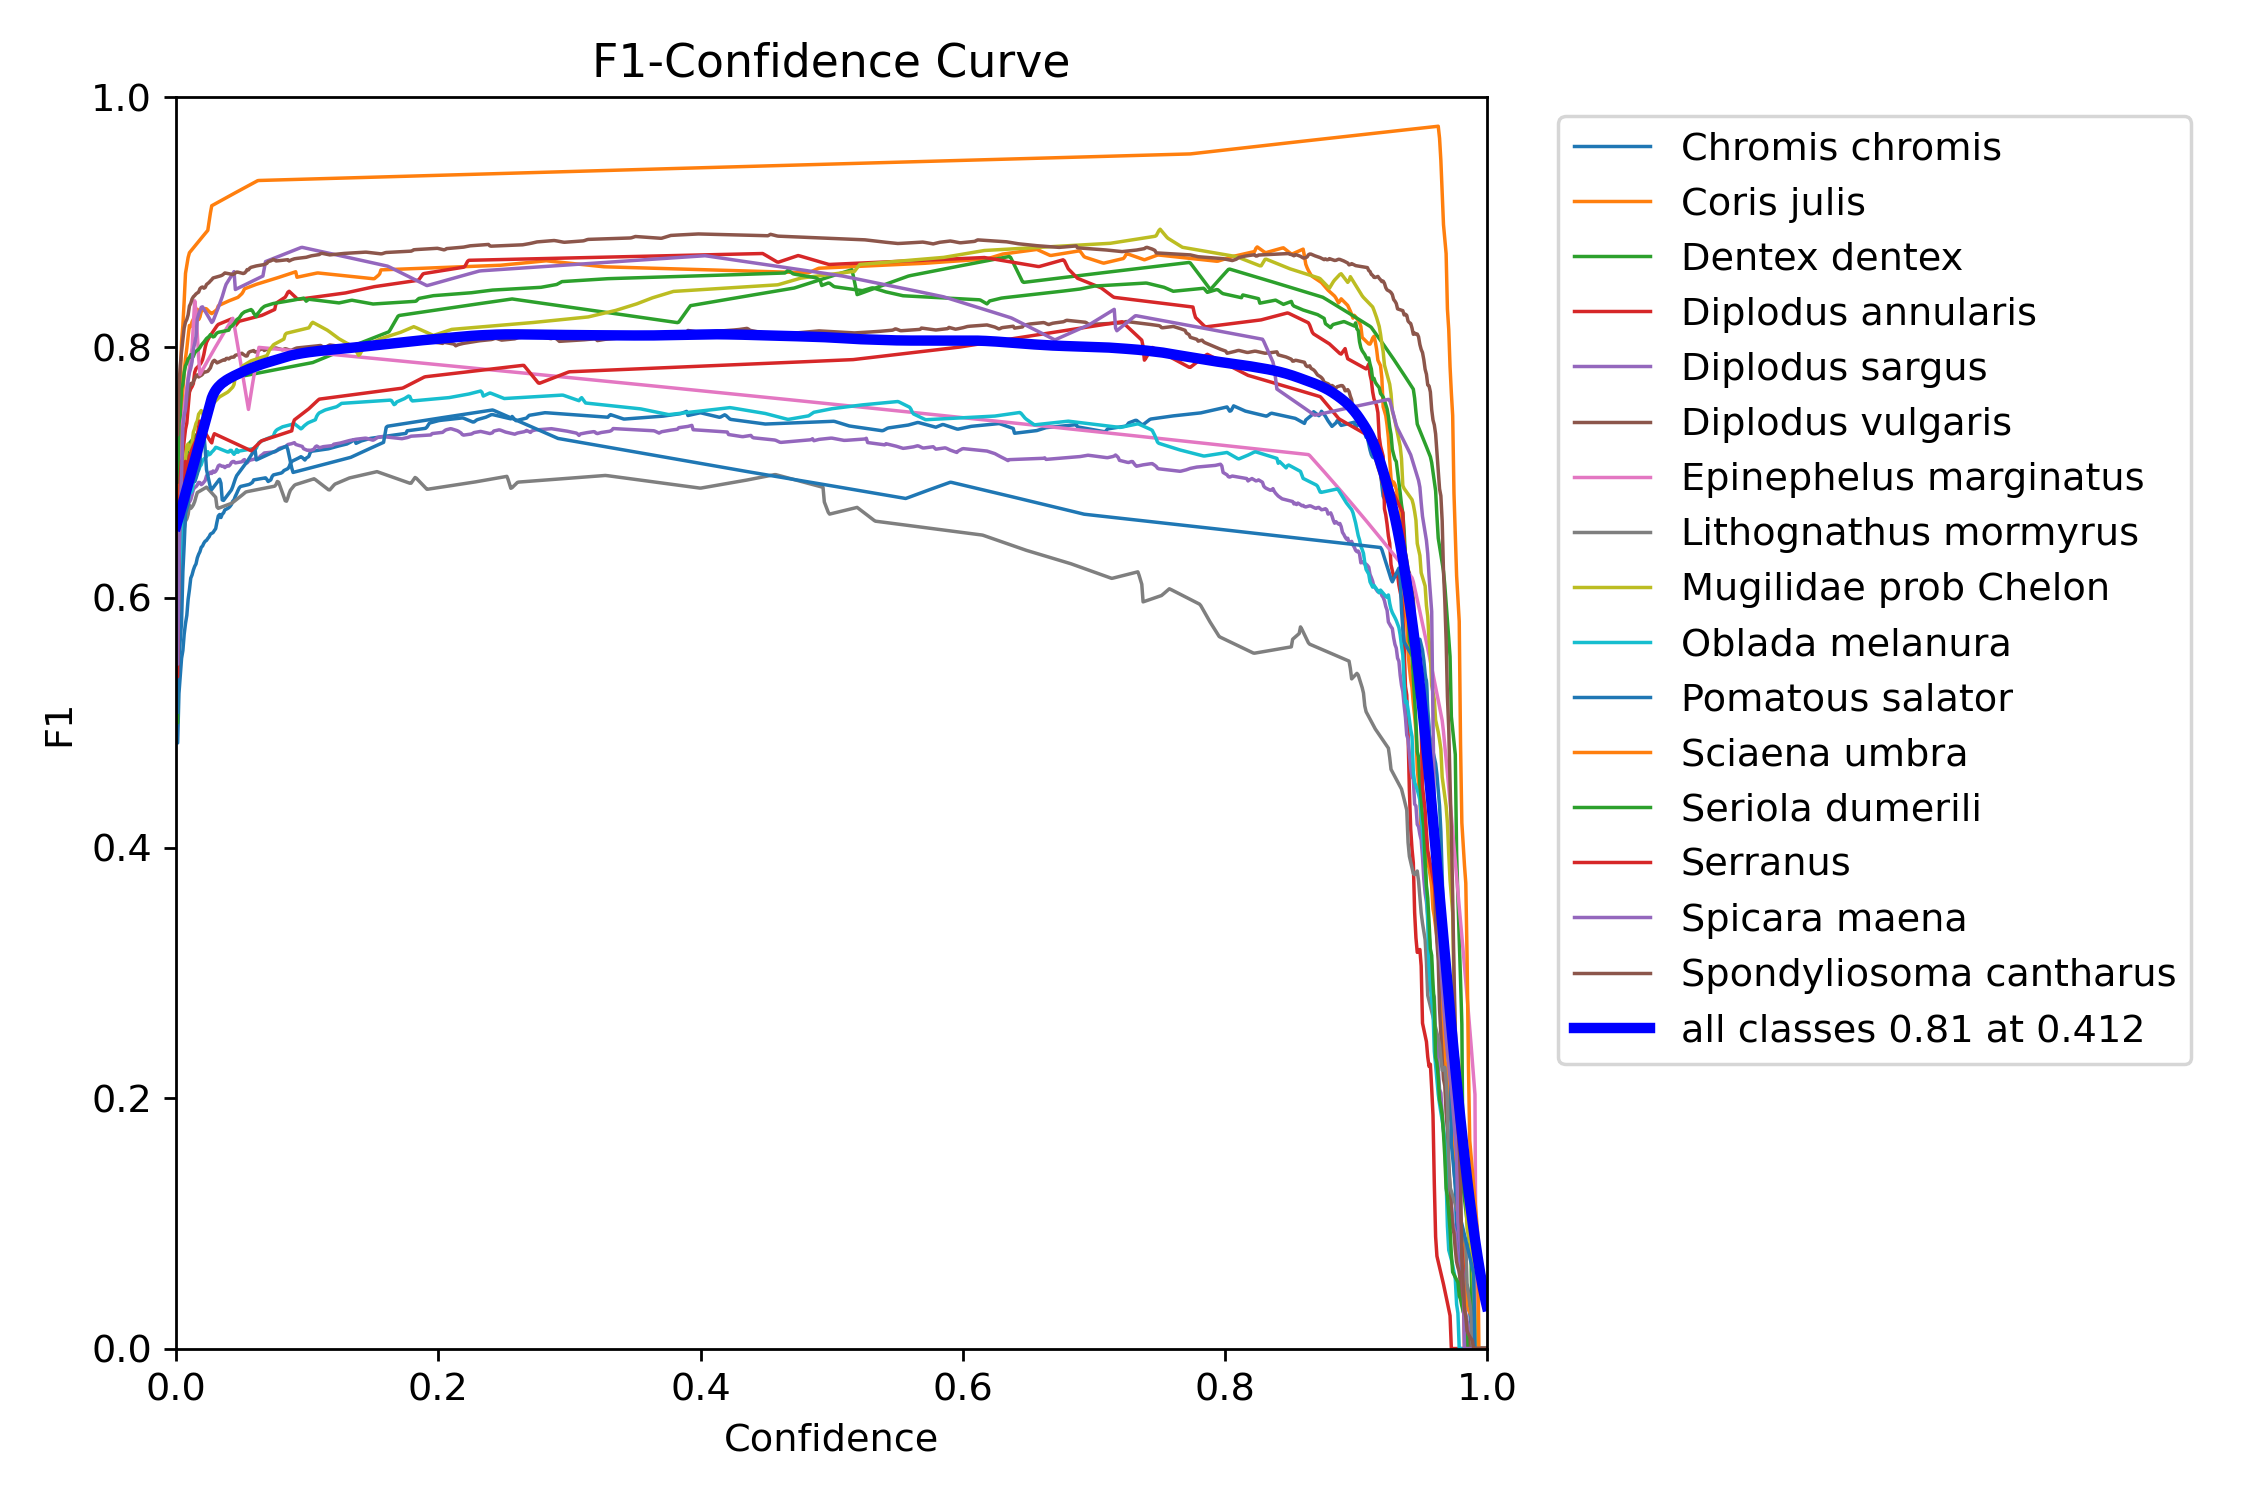 F1-Confidence Curve
1.0
0.8
0.6
0.4
0.2
0.0
F1
0.0 0.2 0.4 0.6 0.8 1.0
Confidence
Chromis chromis
Coris julis
Dentex dentex
Diplodus annularis
Diplodus sargus
Diplodus vulgaris
Epinephelus marginatus
Lithognathus mormyrus
Mugilidae prob Chelon
Oblada melanura
Pomatous salator
Sciaena umbra
Seriola dumerili
Serranus
Spicara maena
Spondyliosoma cantharus
all classes 0.81 at 0.412